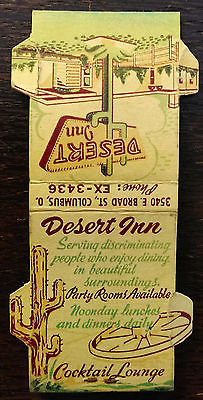 DESERT
Inn
3540 E. BROAD ST., COLUMBUS, O.
Phone: EX-3436
Desert Inn
Serving discriminating
people who enjoy dining
in beautiful
surroundings.
Party Rooms Available
Noonday lunches
and dinners daily
Cocktail Lounge